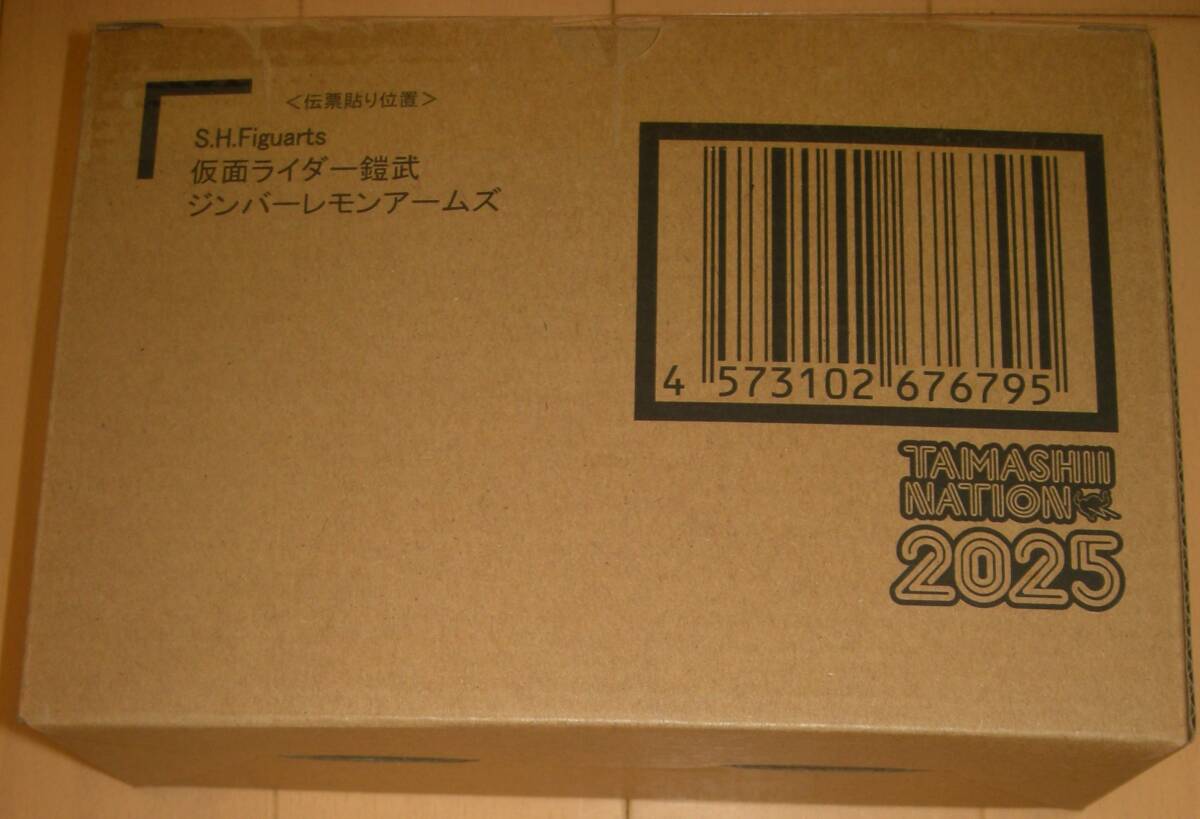 ＜伝票貼り位置＞
S.H.Figuarts
仮面ライダー鎧武
ジンバーレモンアームズ
4 573102 676795
TAMASHII
NATION
2025